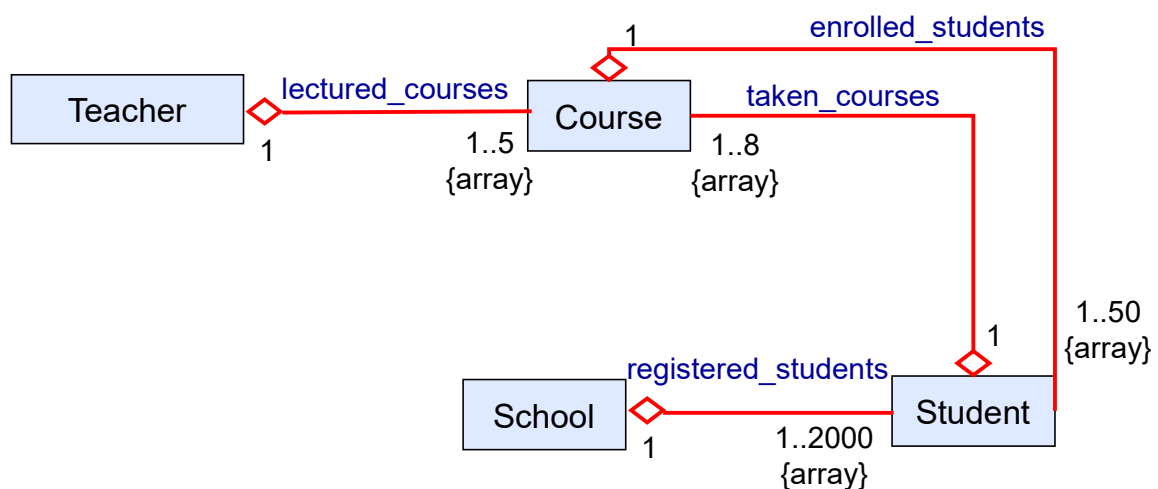 1
enrolled_students
Teacher
lectured_courses
Course
taken_courses
1
1..5
{array}
1..8
{array}
1..50
{array}
1
registered_students
School
Student
1
1..2000
{array}